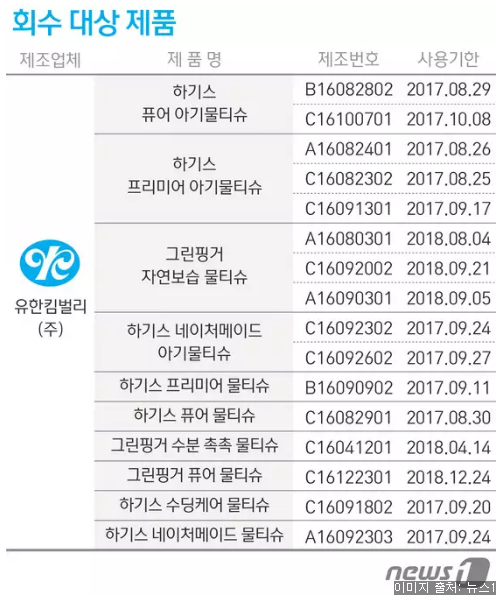 회수 대상 제품
제조업체 제 품 명 제조번호 사용기한
유한킴벌리
(주)
하기스
퓨어 아기물티슈
B16082802 2017.08.29
C16100701 2017.10.08
하기스
프리미어 아기물티슈
A16082401 2017.08.26
C16082302 2017.08.25
C16091301 2017.09.17
그린핑거
자연보습 물티슈
A16080301 2018.08.04
C16092002 2018.09.21
A16090301 2018.09.05
하기스 네이처메이드
아기물티슈
C16092302 2017.09.24
C16092602 2017.09.27
하기스 프리미어 물티슈 B16090902 2017.09.11
하기스 퓨어 물티슈 C16082901 2017.08.30
그린핑거 수분 촉촉 물티슈 C16041201 2018.04.14
그린핑거 퓨어 물티슈 C16122301 2018.12.24
하기스 수딩케어 물티슈 C16091802 2017.09.20
하기스 네이처메이드 물티슈 A16092303 2017.09.24
news1
이미지 출처: 뉴스1